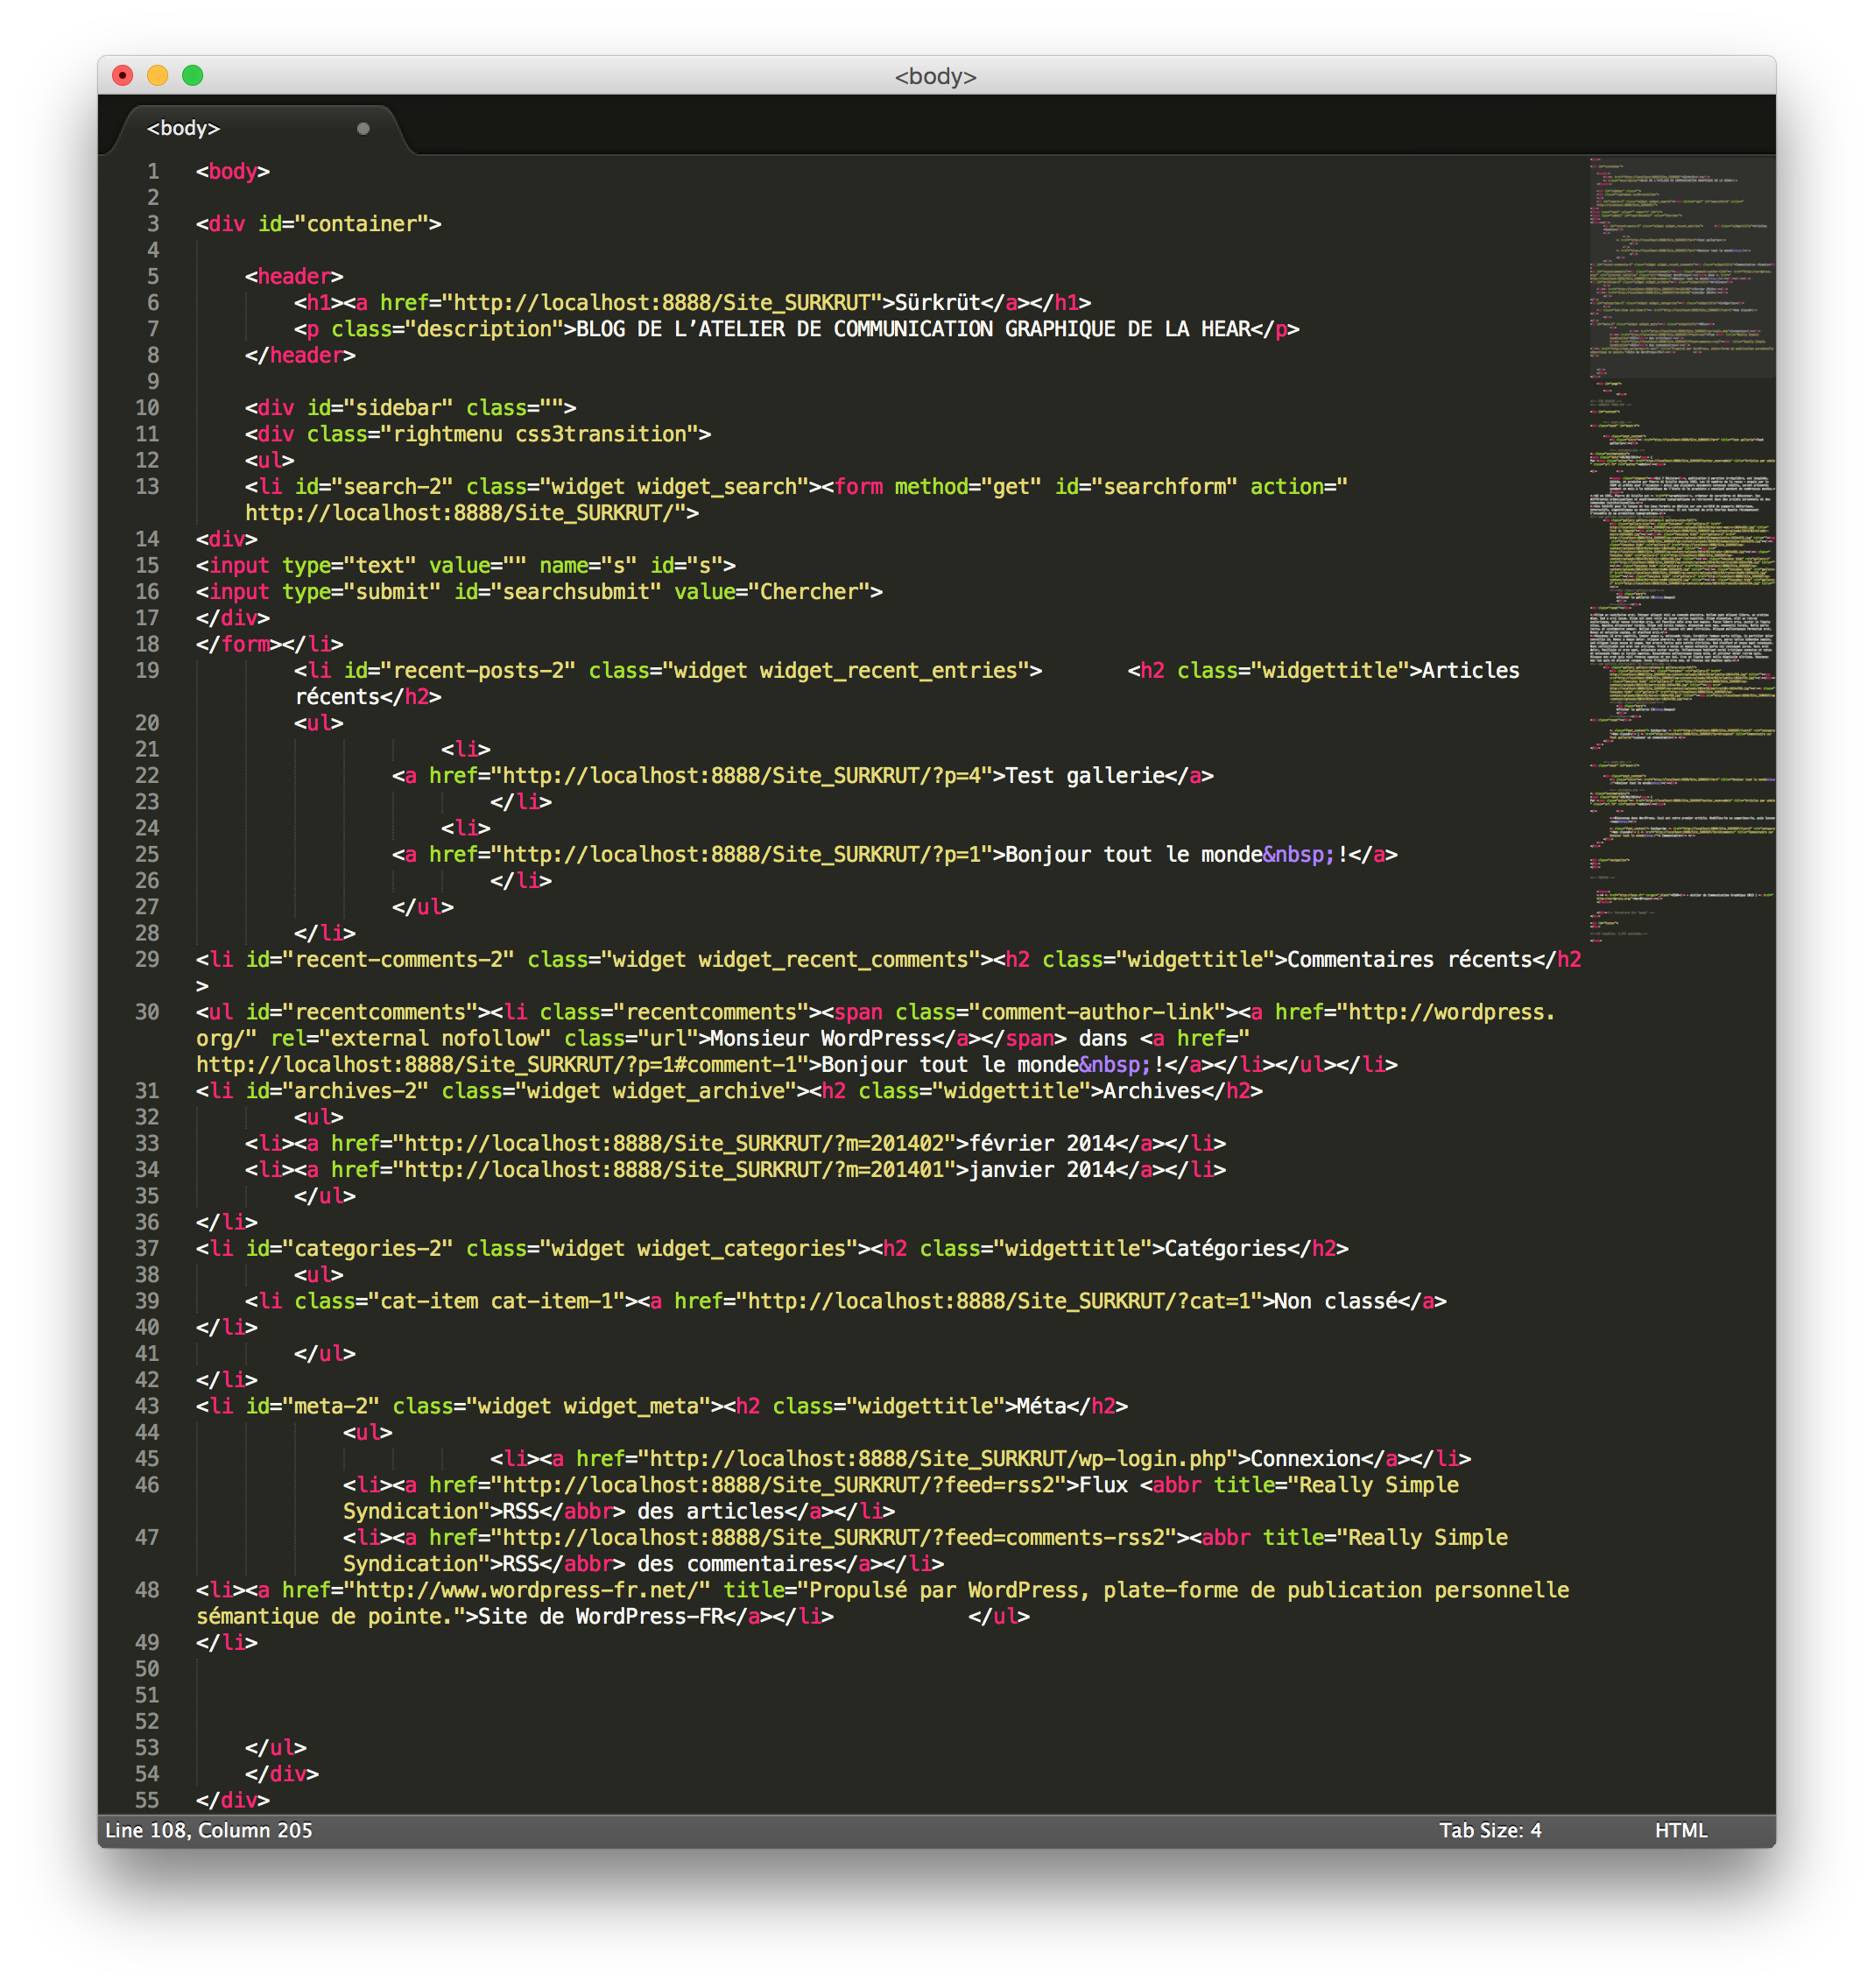 <body>
<body>
1 <body>
2
3 <div id="container">
4
5 <header>
6 <h1><a href="http://localhost:8888/Site_SURKRUT">Sürkrüt</a></h1>
7 <p class="description">BLOG DE L’ATELIER DE COMMUNICATION GRAPHIQUE DE LA HEAR</p>
8 </header>
9
10 <div id="sidebar" class="">
11 <div class="rightmenu css3transition">
12 <ul>
13 <li id="search-2" class="widget widget_search"><form method="get" id="searchform" action="
http://localhost:8888/Site_SURKRUT/">
14 <div>
15 <input type="text" value="" name="s" id="s">
16 <input type="submit" id="searchsubmit" value="Chercher">
17 </div>
18 </form></li>
19 <li id="recent-posts-2" class="widget widget_recent_entries"> <h2 class="widgettitle">Articles
récents</h2>
20 <ul>
21 <li>
22 <a href="http://localhost:8888/Site_SURKRUT/?p=4">Test gallerie</a>
23 </li>
24 <li>
25 <a href="http://localhost:8888/Site_SURKRUT/?p=1">Bonjour tout le monde&nbsp;!</a>
26 </li>
27 </ul>
28 </li>
29 <li id="recent-comments-2" class="widget widget_recent_comments"><h2 class="widgettitle">Commentaires récents</h2
>
30 <ul id="recentcomments"><li class="recentcomments"><span class="comment-author-link"><a href="http://wordpress.
org/" rel="external nofollow" class="url">Monsieur WordPress</a></span> dans <a href="
http://localhost:8888/Site_SURKRUT/?p=1#comment-1">Bonjour tout le monde&nbsp;!</a></li></ul></li>
31 <li id="archives-2" class="widget widget_archive"><h2 class="widgettitle">Archives</h2>
32 <ul>
33 <li><a href="http://localhost:8888/Site_SURKRUT/?m=201402">février 2014</a></li>
34 <li><a href="http://localhost:8888/Site_SURKRUT/?m=201401">janvier 2014</a></li>
35 </ul>
36 </li>
37 <li id="categories-2" class="widget widget_categories"><h2 class="widgettitle">Catégories</h2>
38 <ul>
39 <li class="cat-item cat-item-1"><a href="http://localhost:8888/Site_SURKRUT/?cat=1">Non classé</a>
40 </li>
41 </ul>
42 </li>
43 <li id="meta-2" class="widget widget_meta"><h2 class="widgettitle">Méta</h2>
44 <ul>
45 <li><a href="http://localhost:8888/Site_SURKRUT/wp-login.php">Connexion</a></li>
46 <li><a href="http://localhost:8888/Site_SURKRUT/?feed=rss2">Flux <abbr title="Really Simple
Syndication">RSS</abbr> des articles</a></li>
47 <li><a href="http://localhost:8888/Site_SURKRUT/?feed=comments-rss2"><abbr title="Really Simple
Syndication">RSS</abbr> des commentaires</a></li>
48 <li><a href="http://www.wordpress-fr.net/" title="Propulsé par WordPress, plate-forme de publication personnelle
sémantique de pointe.">Site de WordPress-FR</a></li> </ul>
49 </li>
50
51
52
53 </ul>
54 </div>
55 </div>
Line 108, Column 205 Tab Size: 4 HTML